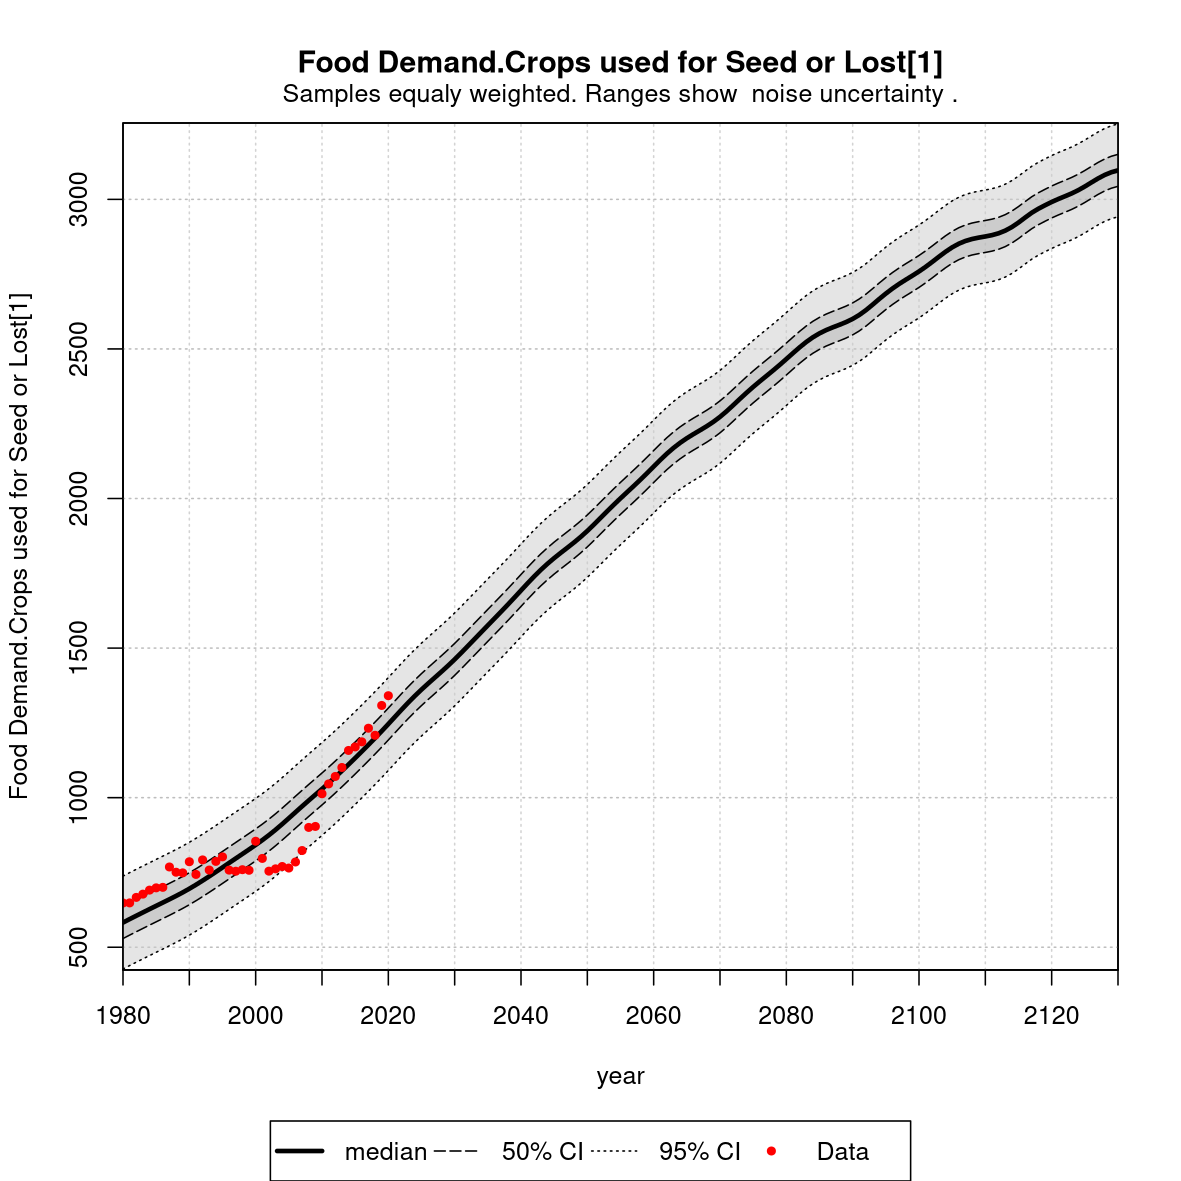 Food Demand.Crops used for Seed or Lost[1]
Samples equaly weighted. Ranges show  noise uncertainty .
Food Demand.Crops used for Seed or Lost[1]
3000
2500
2000
1500
1000
500
1980 2000 2020 2040 2060 2080 2100 2120
year
median 50% CI 95% CI Data